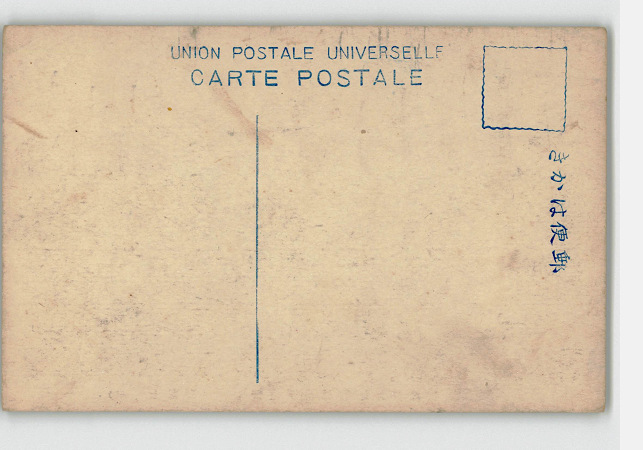 UNION POSTALE UNIVERSELLE
CARTE POSTALE
きかは便郵